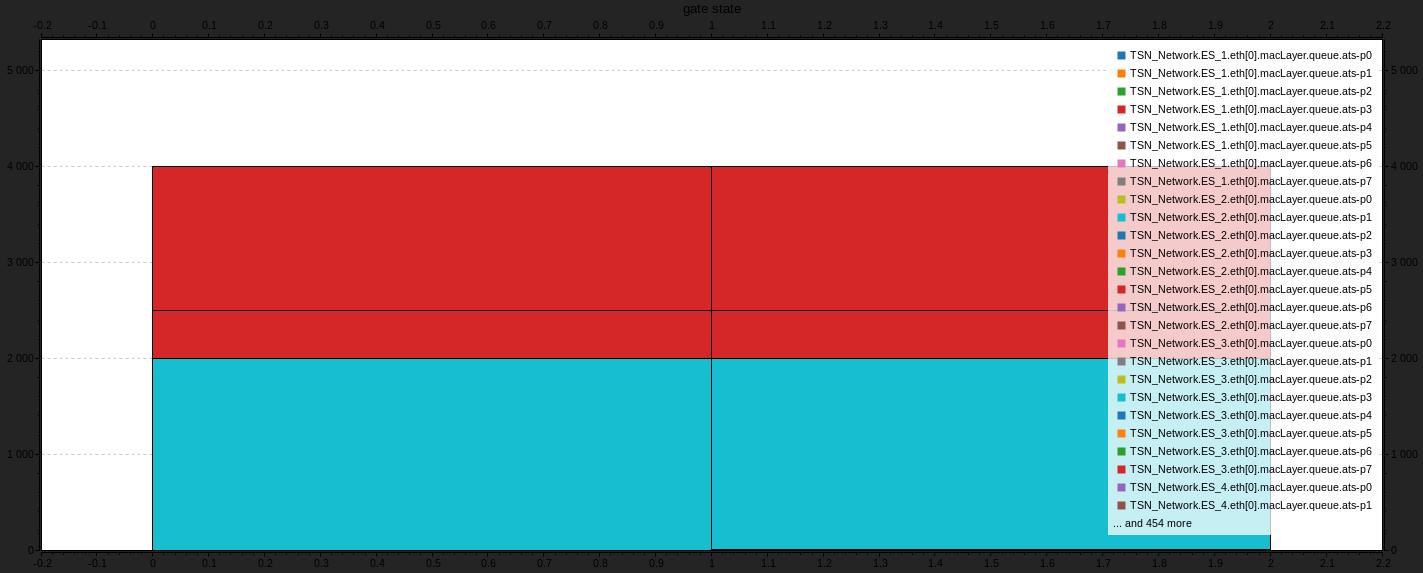 gate state
-0.2 -0.1 0 0.1 0.2 0.3 0.4 0.5 0.6 0.7 0.8 0.9 1 1.1 1.2 1.3 1.4 1.5 1.6 1.7 1.8 1.9 2 2.1 2.2
TSN_Network.ES_1.eth[0].macLayer.queue.ats-p0
5 000 5 000
TSN_Network.ES_1.eth[0].macLayer.queue.ats-p1
TSN_Network.ES_1.eth[0].macLayer.queue.ats-p2
TSN_Network.ES_1.eth[0].macLayer.queue.ats-p3
TSN_Network.ES_1.eth[0].macLayer.queue.ats-p4
TSN_Network.ES_1.eth[0].macLayer.queue.ats-p5
TSN_Network.ES_1.eth[0].macLayer.queue.ats-p6
4 000 4 000
TSN_Network.ES_1.eth[0].macLayer.queue.ats-p7
TSN_Network.ES_2.eth[0].macLayer.queue.ats-p0
TSN_Network.ES_2.eth[0].macLayer.queue.ats-p1
TSN_Network.ES_2.eth[0].macLayer.queue.ats-p2
TSN_Network.ES_2.eth[0].macLayer.queue.ats-p3
3 000 3 000
TSN_Network.ES_2.eth[0].macLayer.queue.ats-p4
TSN_Network.ES_2.eth[0].macLayer.queue.ats-p5
TSN_Network.ES_2.eth[0].macLayer.queue.ats-p6
TSN_Network.ES_2.eth[0].macLayer.queue.ats-p7
TSN_Network.ES_3.eth[0].macLayer.queue.ats-p0
2 000 2 000
TSN_Network.ES_3.eth[0].macLayer.queue.ats-p1
TSN_Network.ES_3.eth[0].macLayer.queue.ats-p2
TSN_Network.ES_3.eth[0].macLayer.queue.ats-p3
TSN_Network.ES_3.eth[0].macLayer.queue.ats-p4
TSN_Network.ES_3.eth[0].macLayer.queue.ats-p5
1 000 1 000
TSN_Network.ES_3.eth[0].macLayer.queue.ats-p6
TSN_Network.ES_3.eth[0].macLayer.queue.ats-p7
TSN_Network.ES_4.eth[0].macLayer.queue.ats-p0
TSN_Network.ES_4.eth[0].macLayer.queue.ats-p1
... and 454 more
0 0
-0.2 -0.1 0 0.1 0.2 0.3 0.4 0.5 0.6 0.7 0.8 0.9 1 1.1 1.2 1.3 1.4 1.5 1.6 1.7 1.8 1.9 2 2.1 2.2